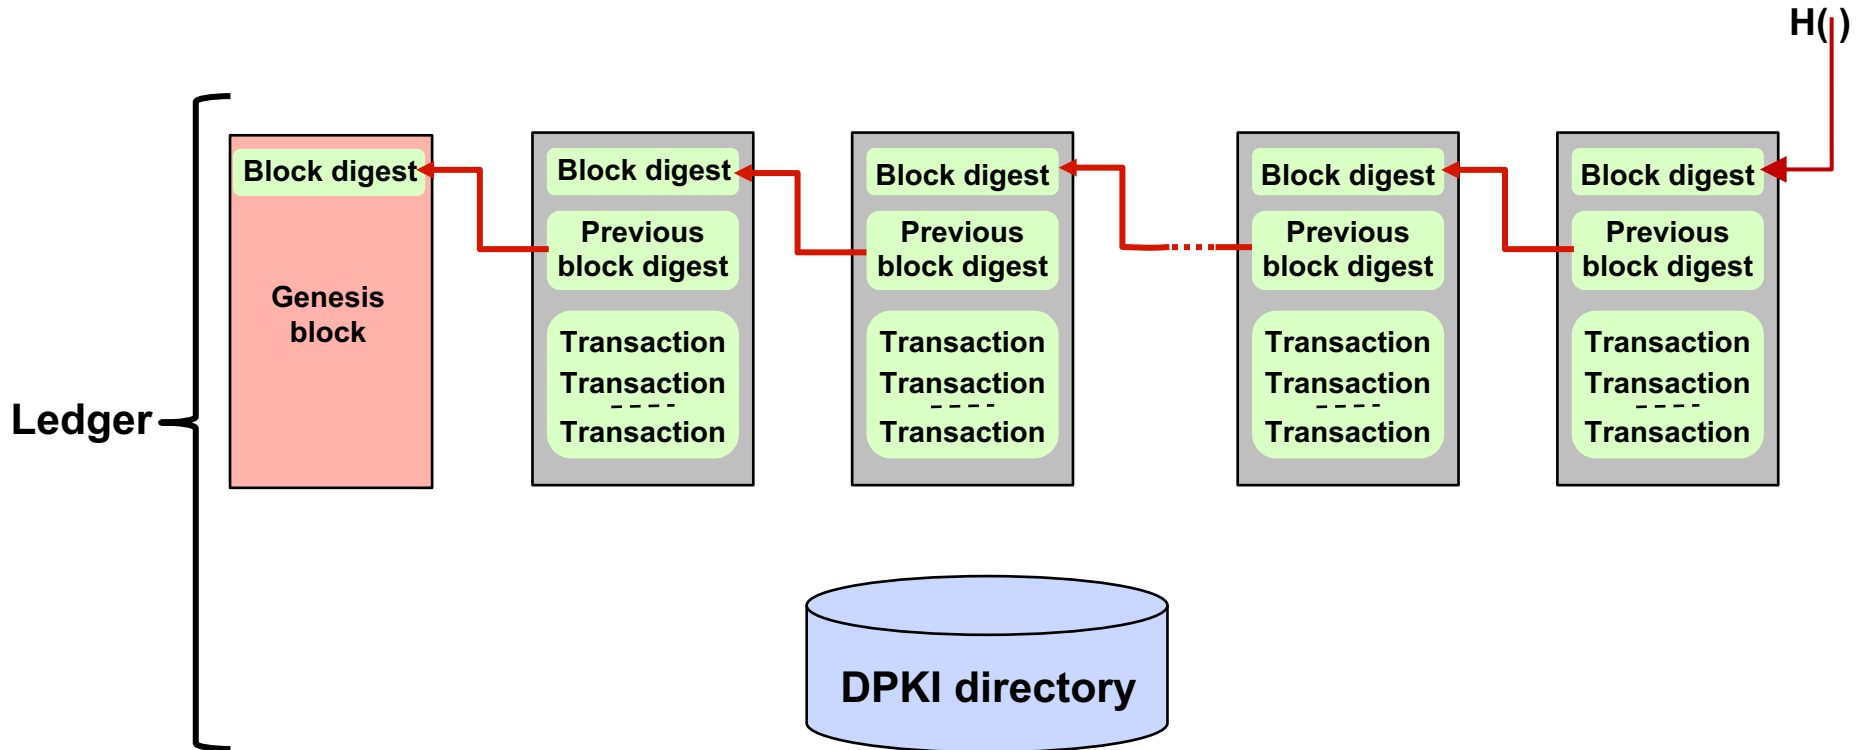 H( )
Ledger
Block digest
Genesis
block
Block digest
Previous
block digest
Transaction
Transaction
Transaction
Block digest
Previous
block digest
Transaction
Transaction
Transaction
Block digest
Previous
block digest
Transaction
Transaction
Transaction
Block digest
Previous
block digest
Transaction
Transaction
Transaction
DPKI directory